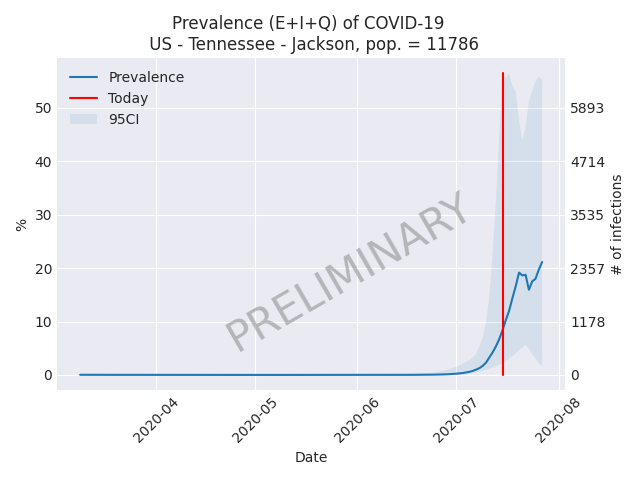 Prevalence (E+I+Q) of COVID-19
US - Tennessee - Jackson, pop. = 11786
Prevalence
Today
95CI
50
40
30
20
10
0
%
5893
4714
3535
2357
1178
0
# of infections
PRELIMINARY
2020-04
2020-05
2020-06
2020-07
2020-08
Date